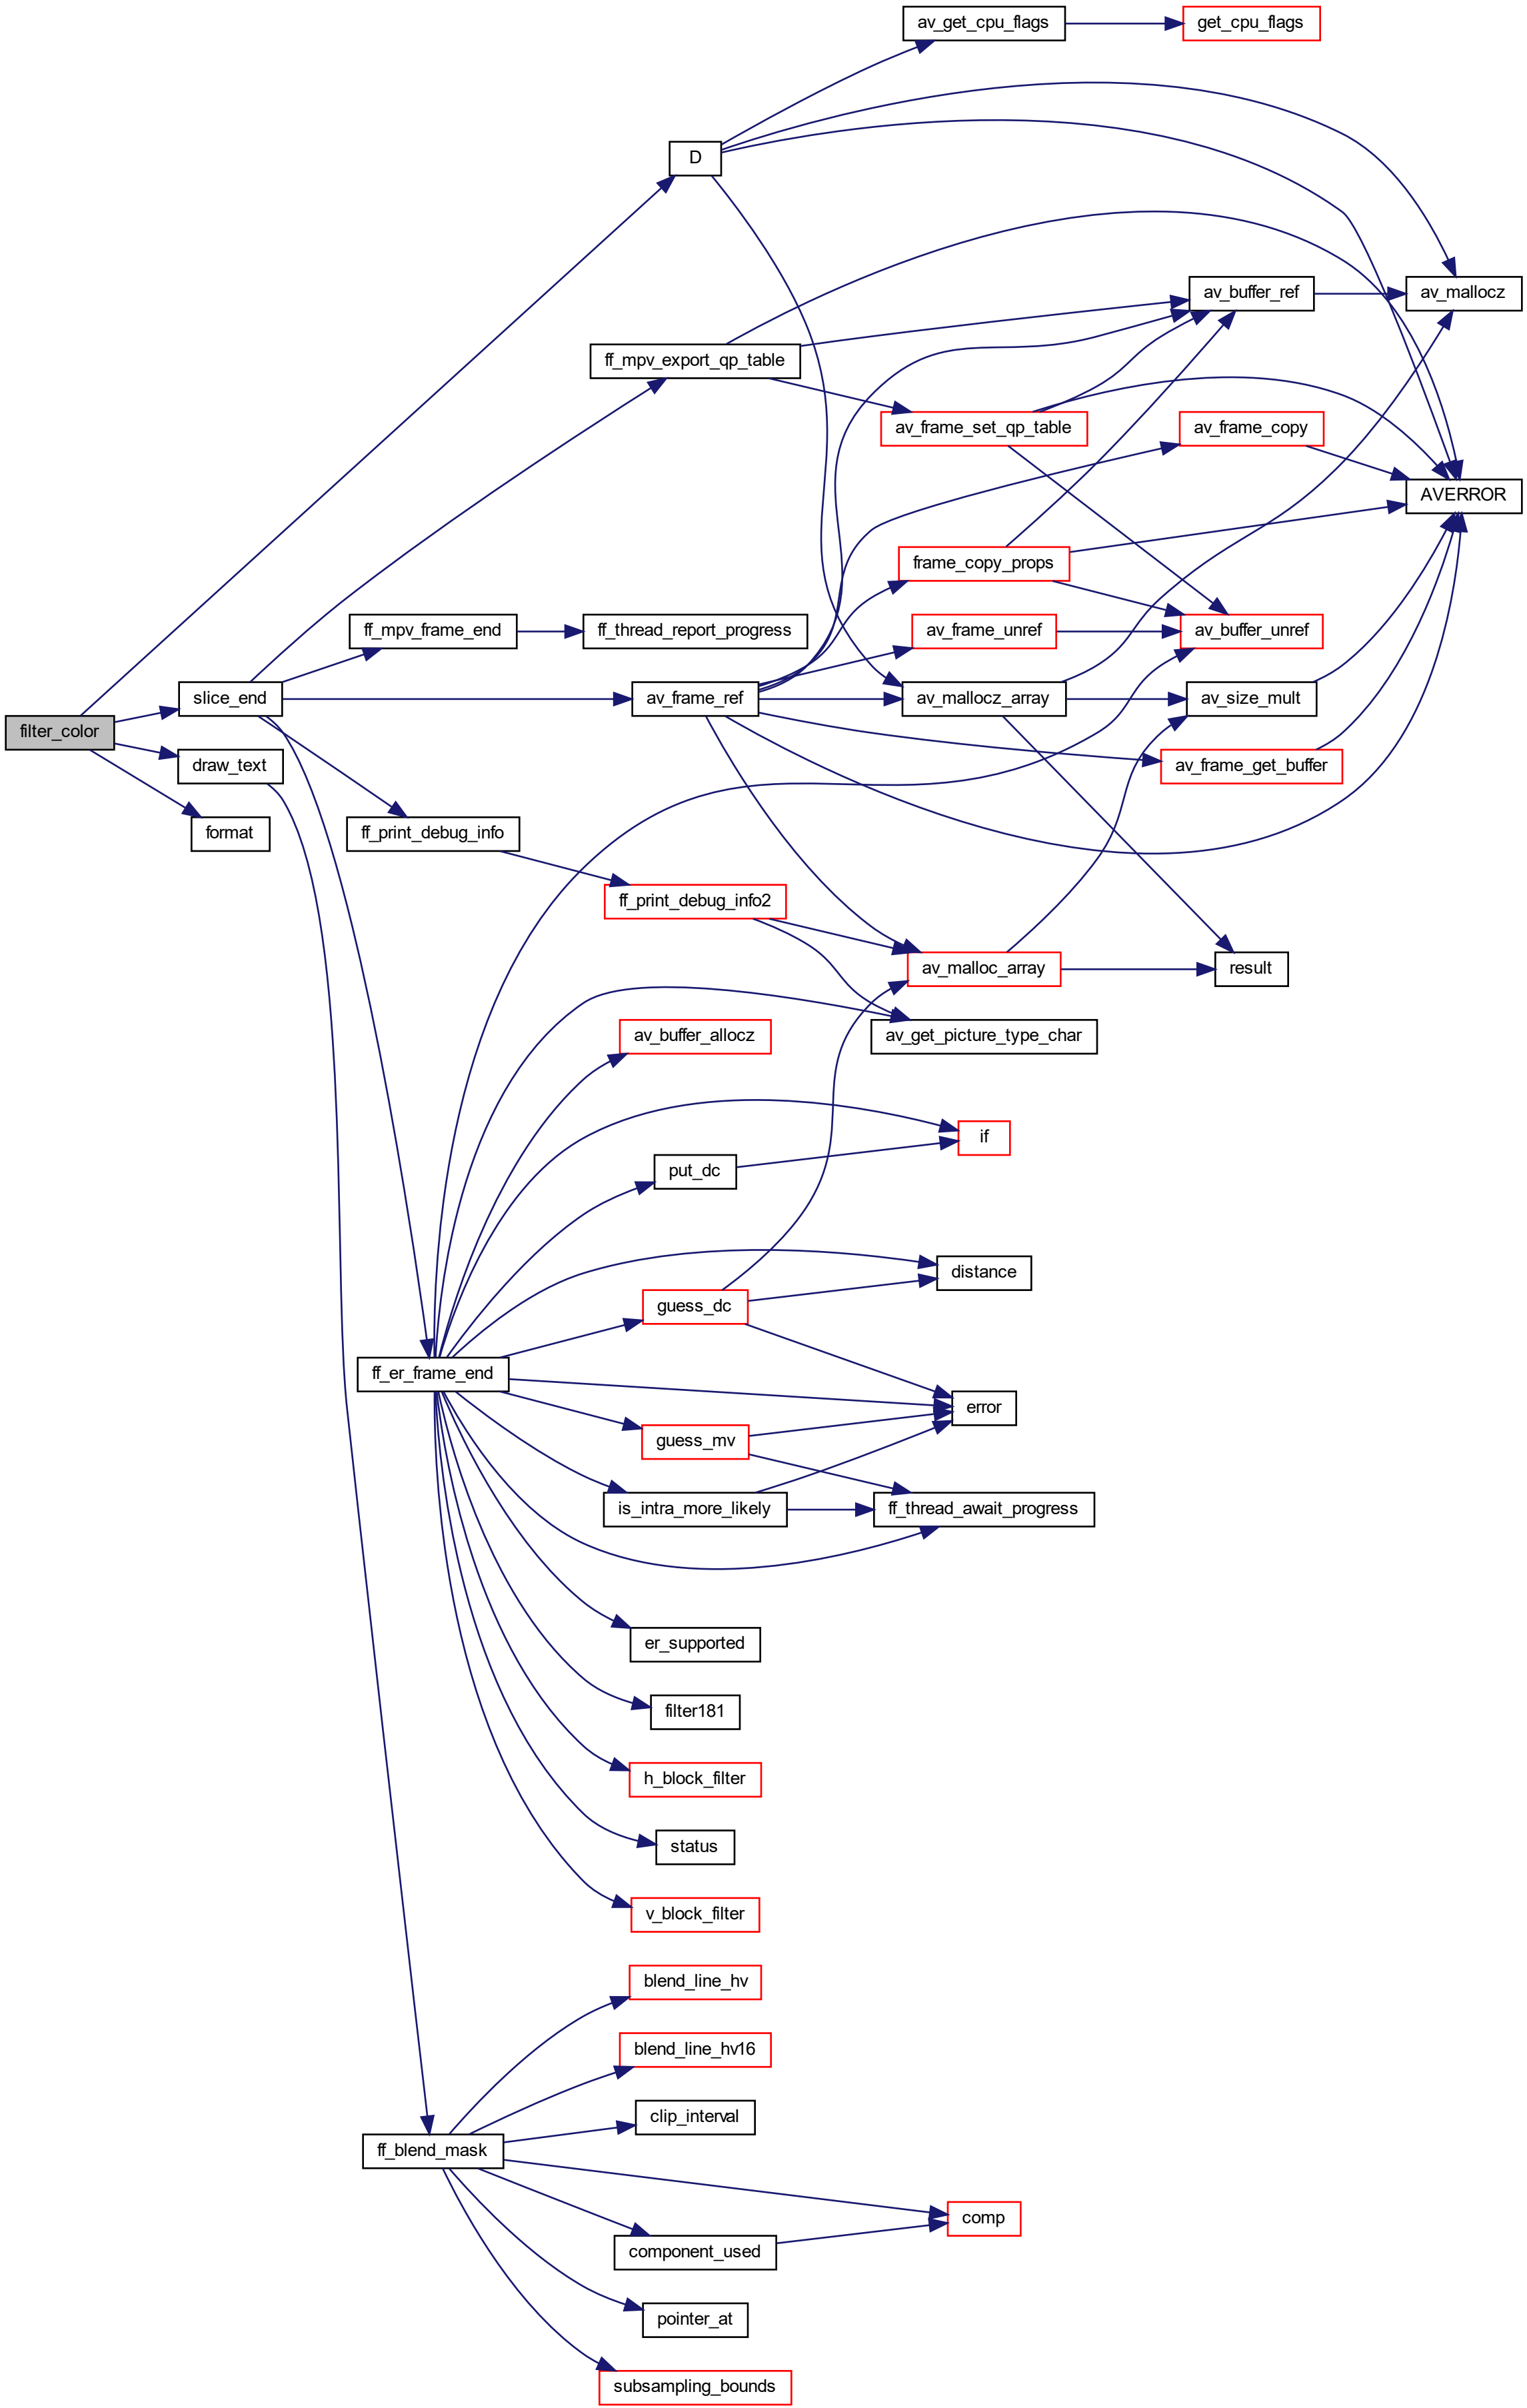 av_get_cpu_flags
get_cpu_flags
D
av_buffer_ref
av_mallocz
ff_mpv_export_qp_table
av_frame_set_qp_table
av_frame_copy
AVERROR
frame_copy_props
ff_mpv_frame_end
ff_thread_report_progress
av_frame_unref
av_buffer_unref
slice_end
av_frame_ref
av_mallocz_array
av_size_mult
filter_color
draw_text
av_frame_get_buffer
format
ff_print_debug_info
ff_print_debug_info2
av_malloc_array
result
av_get_picture_type_char
av_buffer_allocz
if
put_dc
distance
guess_dc
ff_er_frame_end
error
guess_mv
is_intra_more_likely
ff_thread_await_progress
er_supported
filter181
h_block_filter
status
v_block_filter
blend_line_hv
blend_line_hv16
clip_interval
ff_blend_mask
comp
component_used
pointer_at
subsampling_bounds